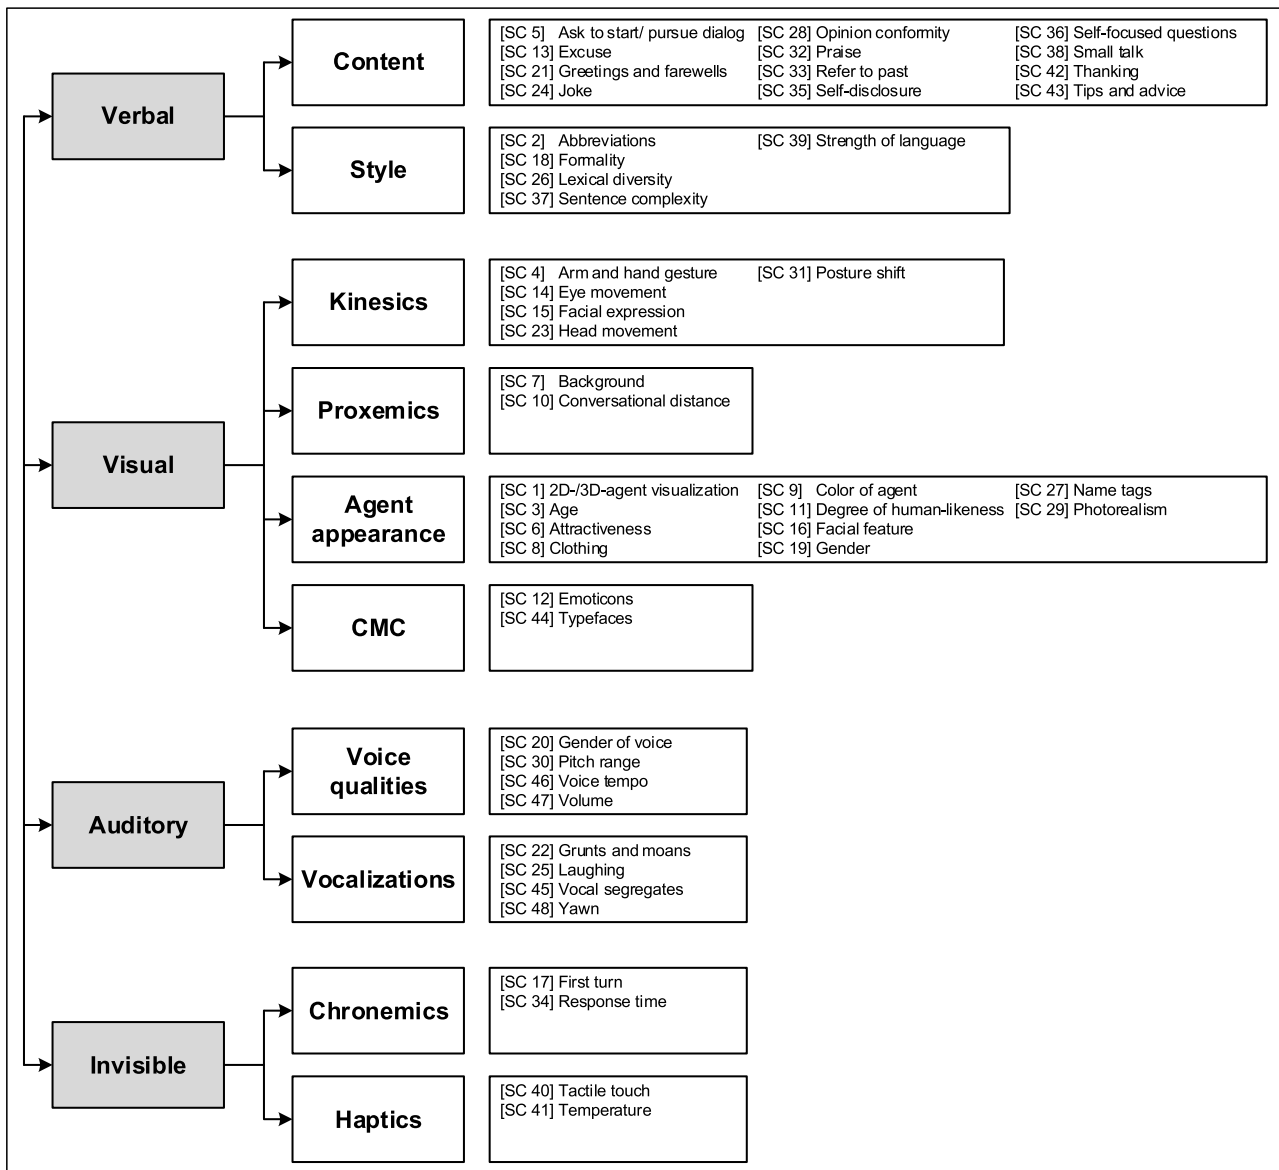 Verbal
Content
[SC 5] Ask to start/ pursue dialog
[SC 13] Excuse
[SC 21] Greetings and farewells
[SC 24] Joke
[SC 28] Opinion conformity
[SC 32] Praise
[SC 33] Refer to past
[SC 35] Self-disclosure
[SC 36] Self-focused questions
[SC 38] Small talk
[SC 42] Thanking
[SC 43] Tips and advice
Style
[SC 2] Abbreviations
[SC 18] Formality
[SC 26] Lexical diversity
[SC 37] Sentence complexity
[SC 39] Strength of language
Visual
Kinesics
[SC 4] Arm and hand gesture
[SC 14] Eye movement
[SC 15] Facial expression
[SC 23] Head movement
[SC 31] Posture shift
Proxemics
[SC 7] Background
[SC 10] Conversational distance
Agent
appearance
[SC 1] 2D-/3D-agent visualization
[SC 3] Age
[SC 6] Attractiveness
[SC 8] Clothing
[SC 9] Color of agent
[SC 11] Degree of human-likeness
[SC 16] Facial feature
[SC 19] Gender
[SC 27] Name tags
[SC 29] Photorealism
CMC
[SC 12] Emoticons
[SC 44] Typefaces
Auditory
Voice
qualities
[SC 20] Gender of voice
[SC 30] Pitch range
[SC 46] Voice tempo
[SC 47] Volume
Vocalizations
[SC 22] Grunts and moans
[SC 25] Laughing
[SC 45] Vocal segregates
[SC 48] Yawn
Invisible
Chronemics
[SC 17] First turn
[SC 34] Response time
Haptics
[SC 40] Tactile touch
[SC 41] Temperature